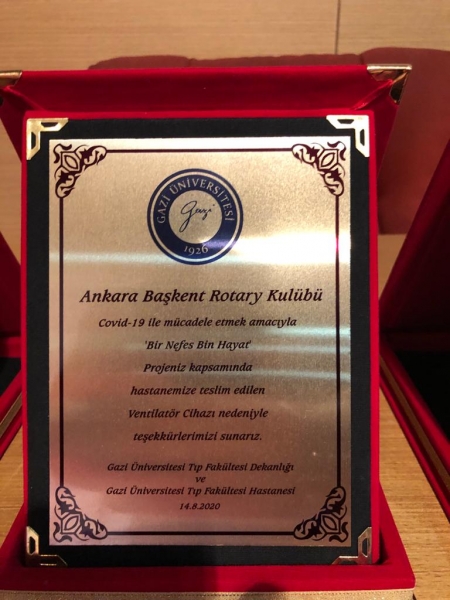 GAZİ ÜNİVERSİTESİ
Gazi
1926
Ankara Başkent Rotary Kulübü
Covid-19 ile mücadele etmek amacıyla
'Bir Nefes Bin Hayat'
Projeniz kapsamında
hastanemize teslim edilen
Ventilatör Cihazı nedeniyle
teşekkürlerimizi sunarız.
Gazi Üniversitesi Tıp Fakültesi Dekanlığı
ve
Gazi Üniversitesi Tıp Fakültesi Hastanesi
14.8.2020